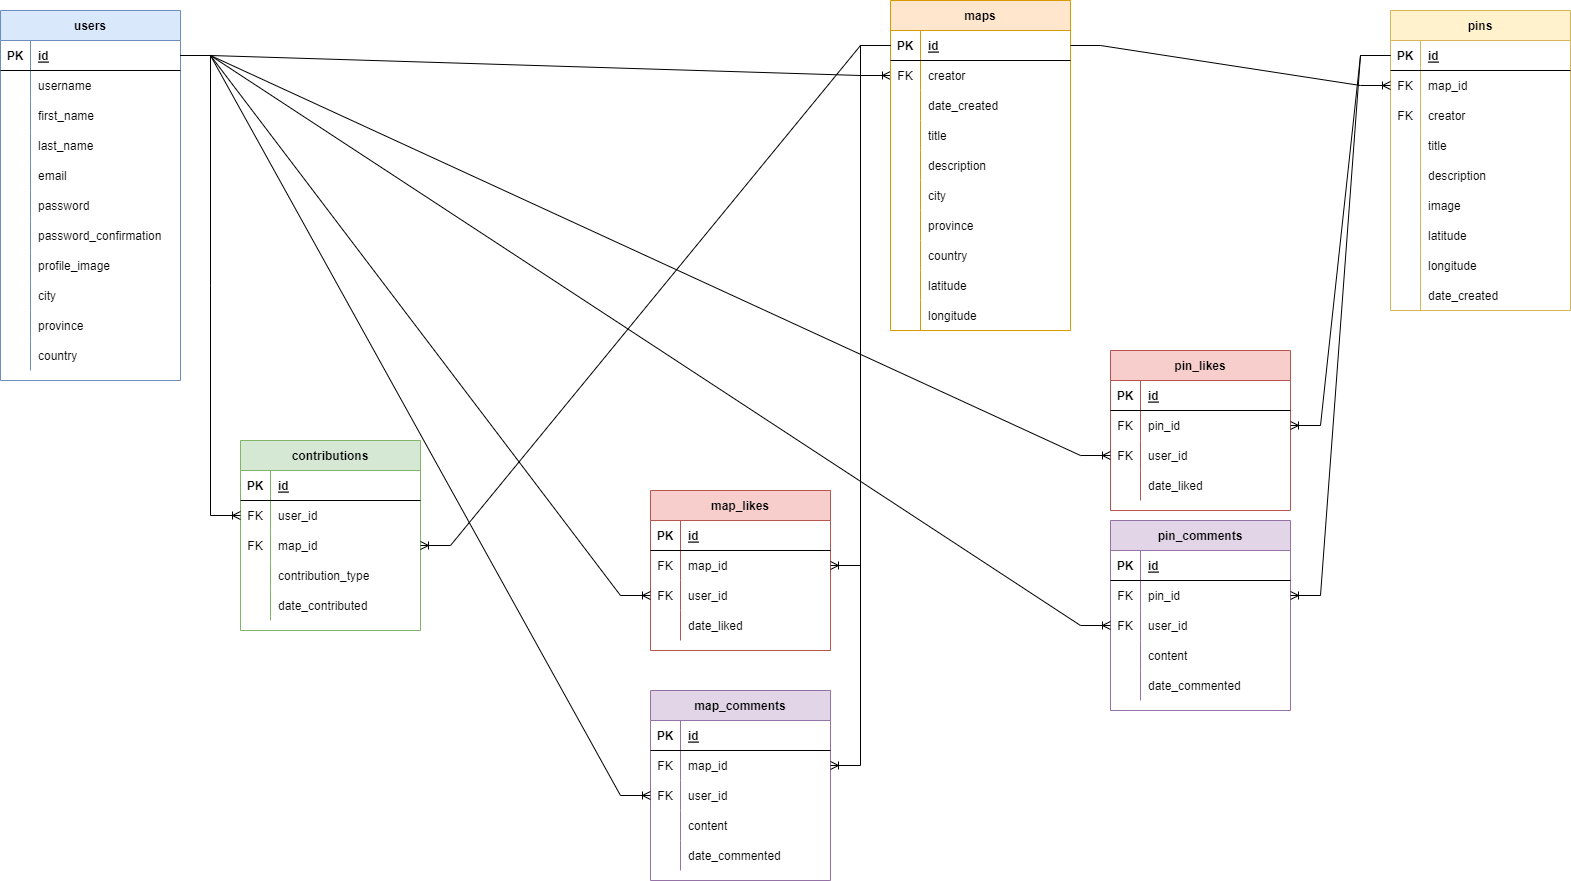 users
PK id
username
first_name
last_name
email
password
password_confirmation
profile_image
city
province
country
maps
PK id
FK creator
date_created
title
description
city
province
country
latitude
longitude
pins
PK id
FK map_id
FK creator
title
description
image
latitude
longitude
date_created
contributions
PK id
FK user_id
FK map_id
contribution_type
date_contributed
map_likes
PK id
FK map_id
FK user_id
date_liked
map_comments
PK id
FK map_id
FK user_id
content
date_commented
pin_likes
PK id
FK pin_id
FK user_id
date_liked
pin_comments
PK id
FK pin_id
FK user_id
content
date_commented